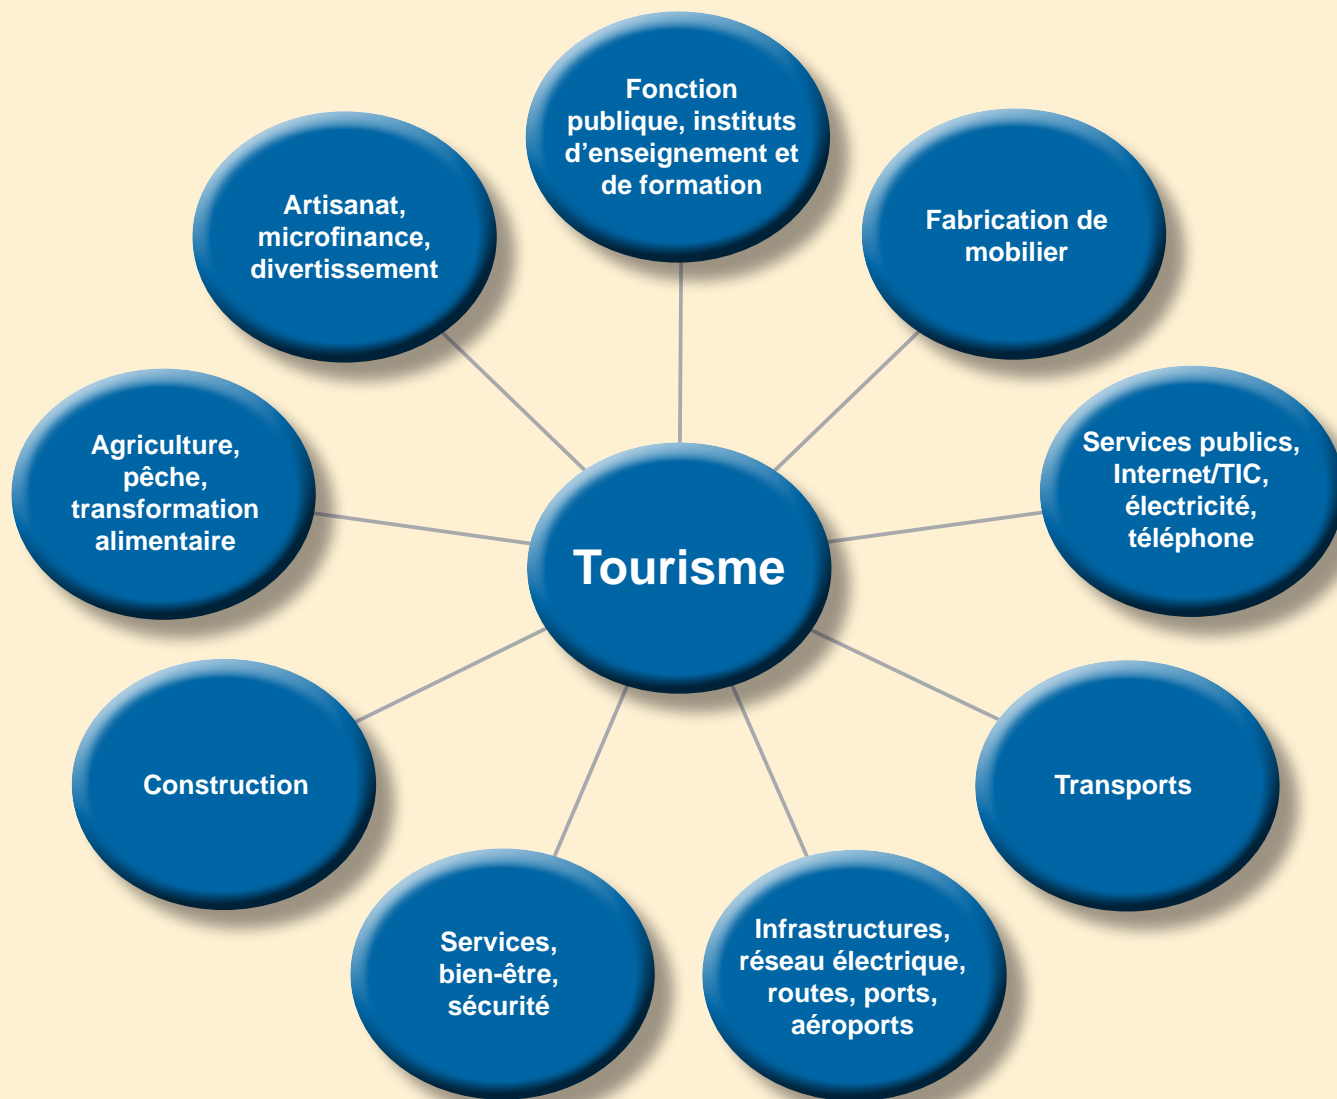 Fonction
publique, instituts
d’enseignement et
de formation
Artisanat,
microfinance,
divertissement
Fabrication de
mobilier
Agriculture,
pêche,
transformation
alimentaire
Services publics,
Internet/TIC,
électricité,
téléphone
Tourisme
Construction
Transports
Services,
bien-être,
sécurité
Infrastructures,
réseau électrique,
routes, ports,
aéroports